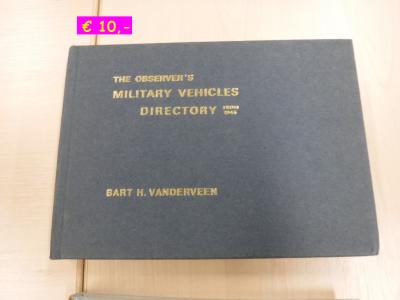 € 10,-
THE OBSERVER'S
MILITARY VEHICLES
DIRECTORY FROM 1945
BART H. VANDERVEEN